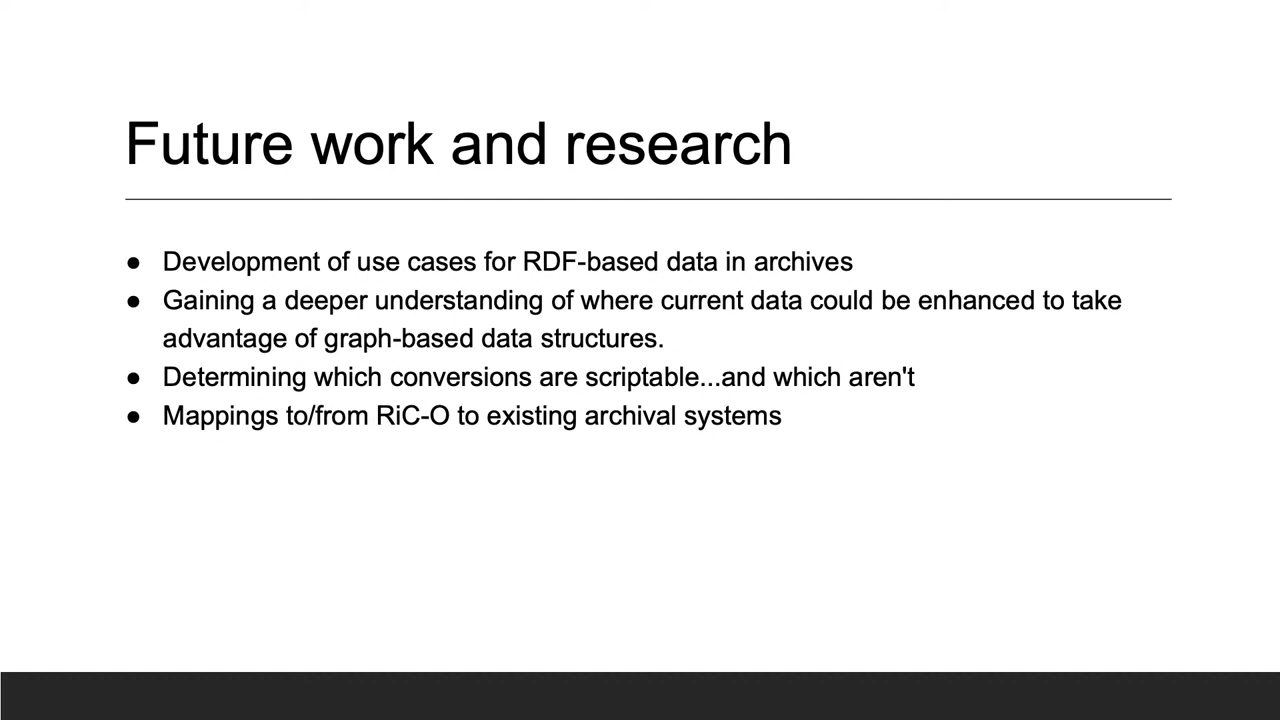 Future work and research
● Development of use cases for RDF-based data in archives
● Gaining a deeper understanding of where current data could be enhanced to take
advantage of graph-based data structures.
● Determining which conversions are scriptable...and which aren't
● Mappings to/from RiC-O to existing archival systems